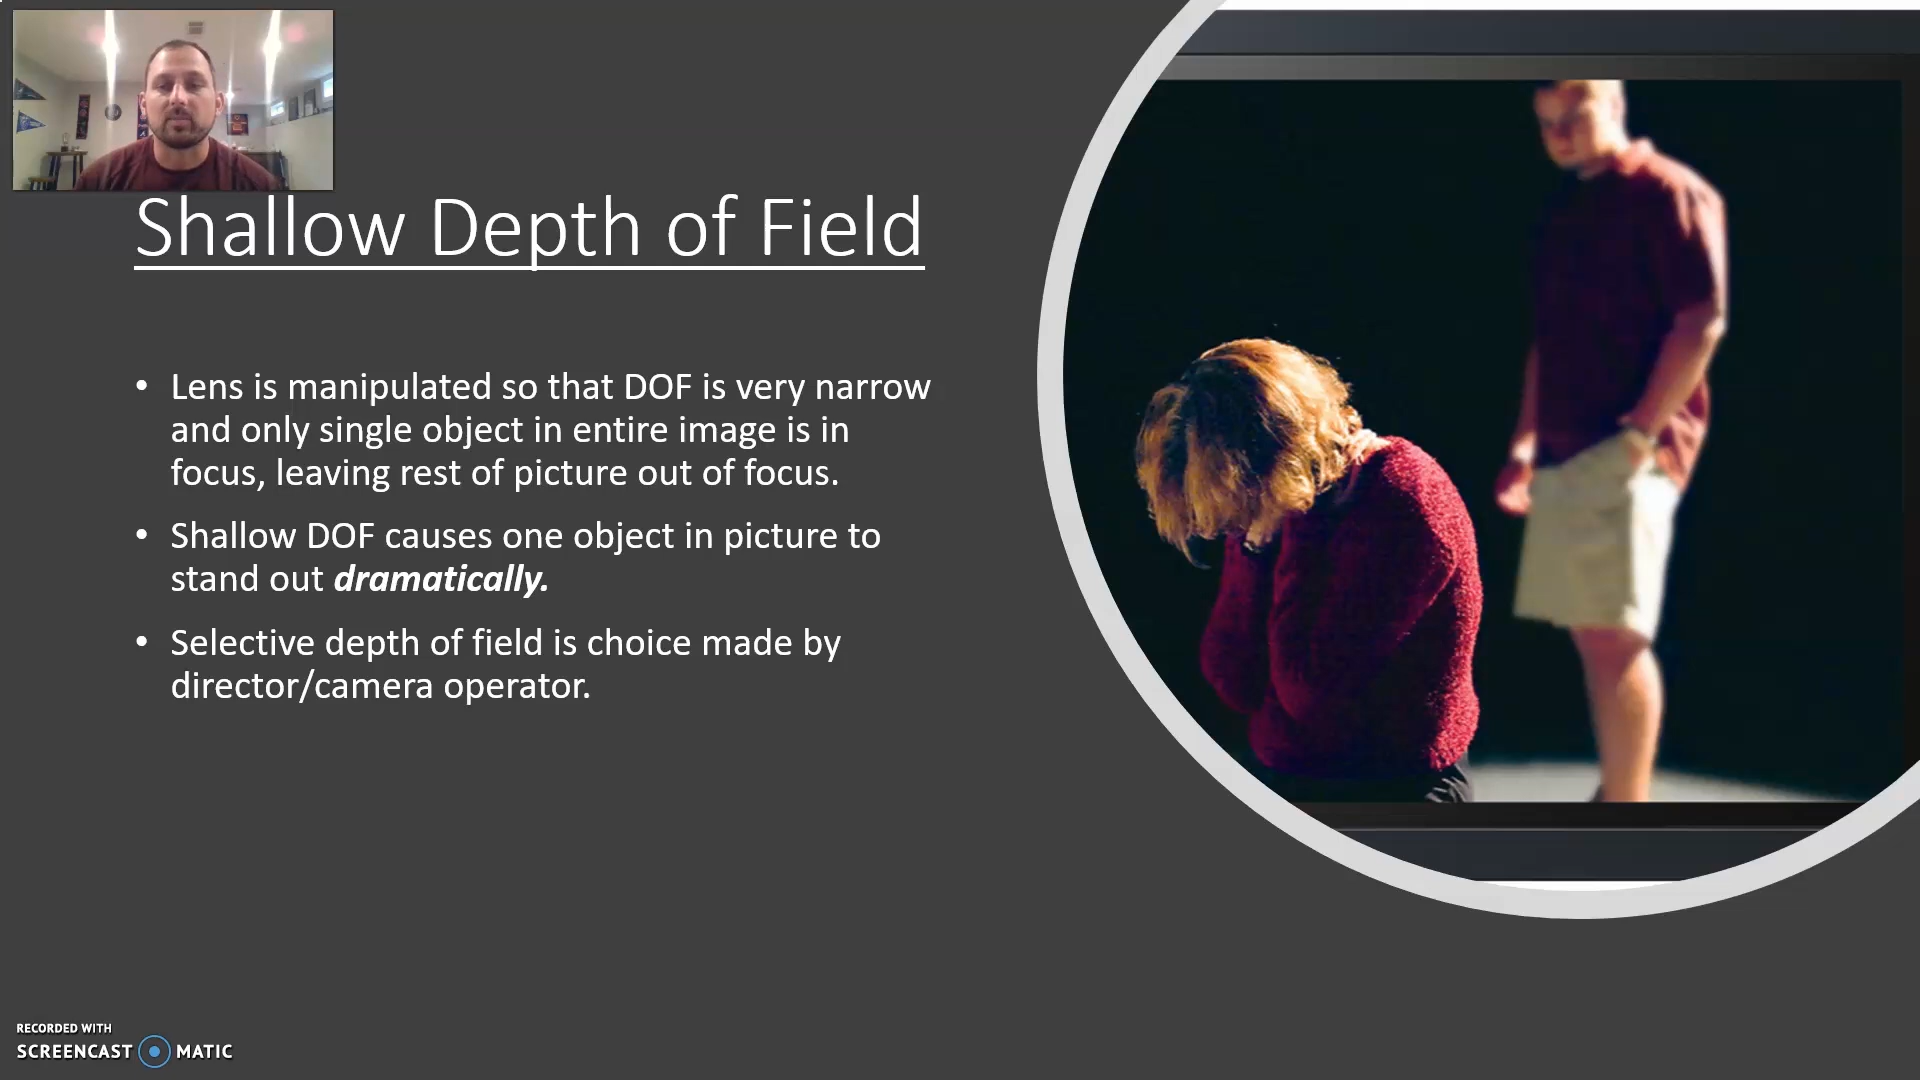 Shallow Depth of Field
• Lens is manipulated so that DOF is very narrow
and only single object in entire image is in
focus, leaving rest of picture out of focus.
• Shallow DOF causes one object in picture to
stand out dramatically.
• Selective depth of field is choice made by
director/camera operator.
RECORDED WITH
SCREENCAST MATIC